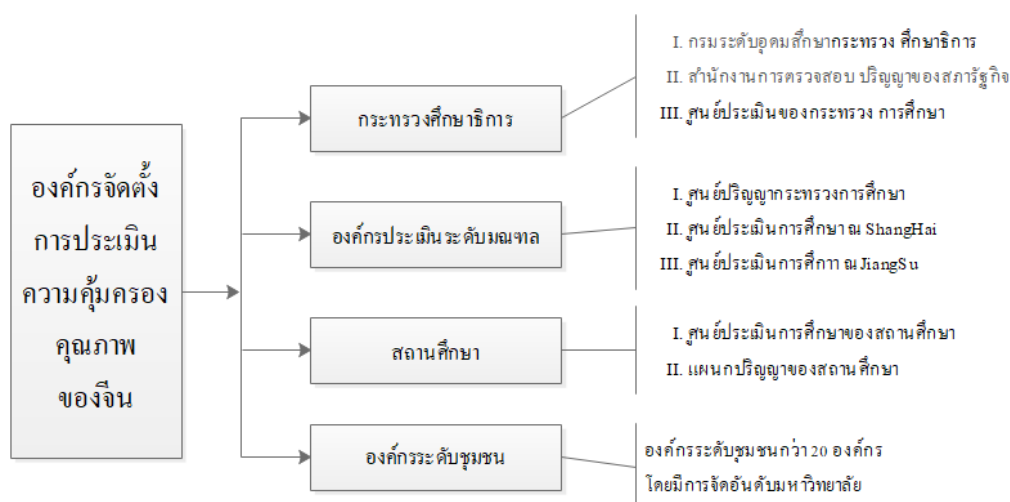 องค์กรจัดตั้ง
การประเมิน
ความคุ้มครอง
คุณภาพ
ของจีน
กระทรวงศึกษาธิการ
I. กรมระดับอุดมสึกษากระทรวง ศึกษาธิการ
II. สำนักงานการตรวจสอบ ปริญญาของสภารัฐกิจ
III. ศูนย์ประเมินของกระทรวง การศึกษา
องค์กรประเมินระดับมณฑล
I. ศูนย์ปริญญากระทรวงการศึกษา
II. ศูนย์ประเมินการศึกษา ณ ShangHai
III. ศูนย์ประเมินการศึกาา ณ JiangSu
สถานศึกษา
I. ศูนย์ประเมินการศึกษาของสถานศึกษา
II. แผนกปริญญาของสถานศึกษา
องค์กรระดับชุมชน
องค์กรระดับชุมชนกว่า 20 องค์กร
โดยมีการจัดอันดับมหาวิทยาลัย